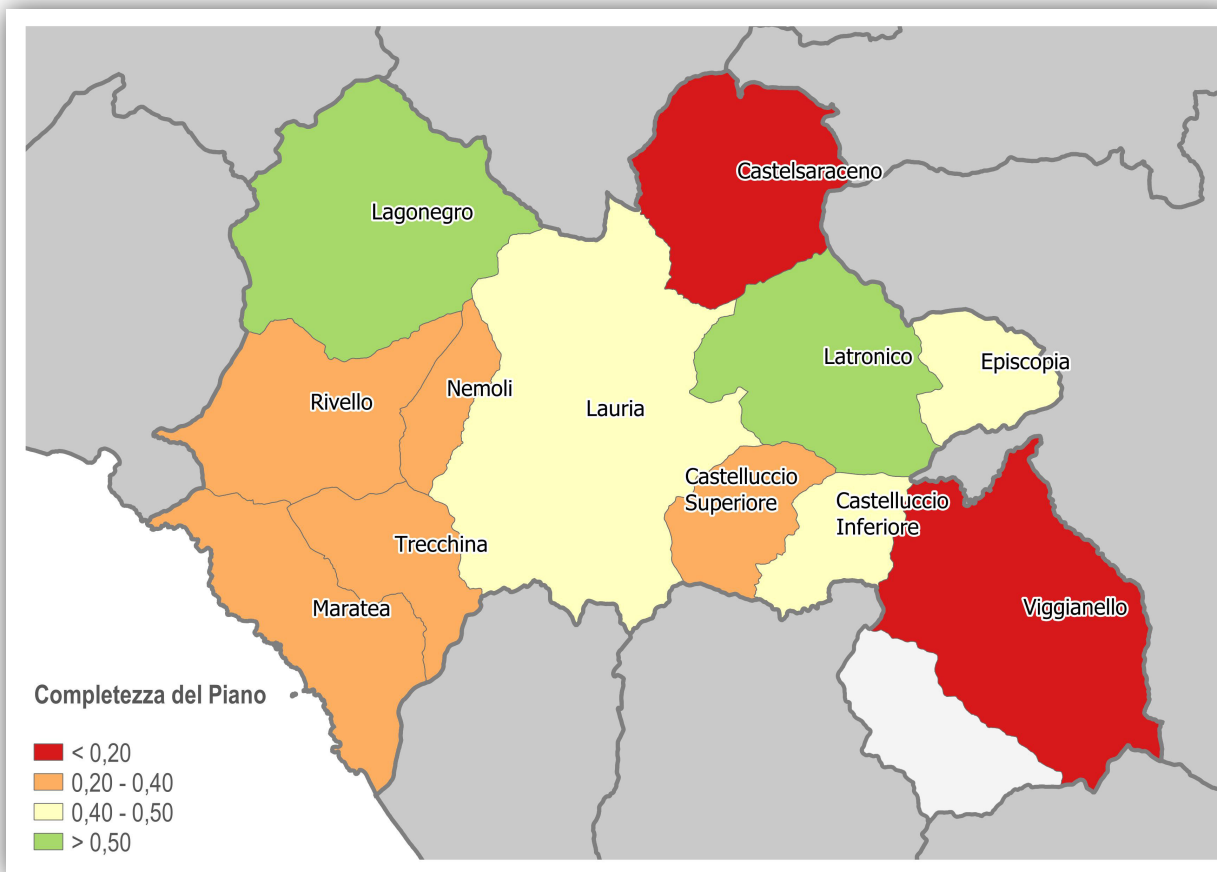 Castelsaraceno
Lagonegro
Latronico
Episcopia
Nemoli
Rivello
Lauria
Castelluccio
Superiore
Castelluccio
Inferiore
Trecchina
Maratea
Viggianello
Completezza del Piano
< 0,20
0,20 - 0,40
0,40 - 0,50
> 0,50